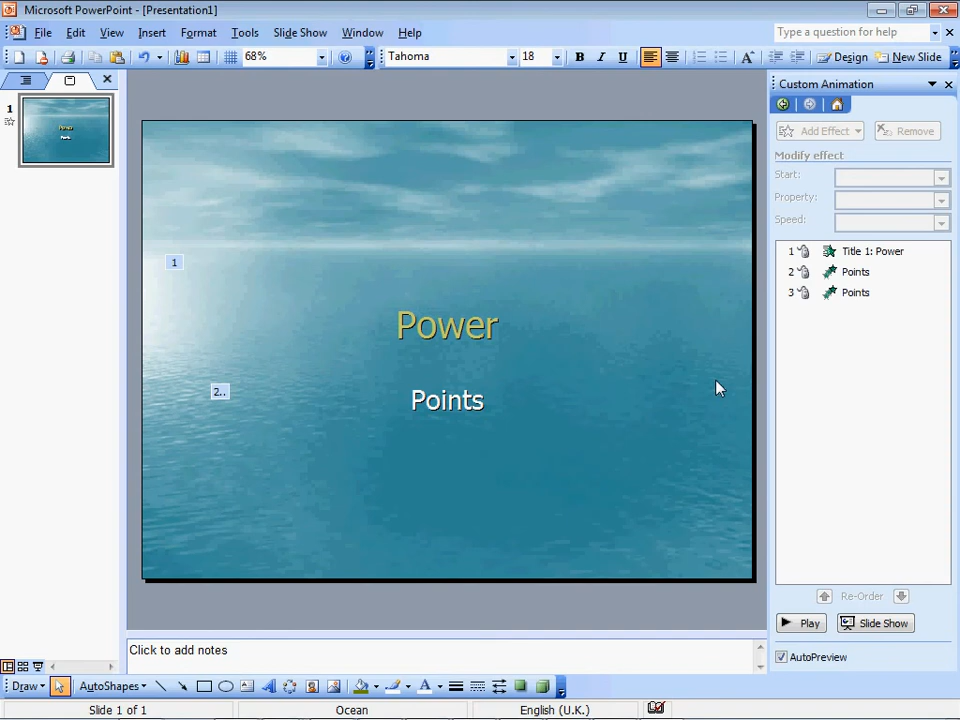 Microsoft PowerPoint - [Presentation1]
File Edit View Insert Format Tools Slide Show Window Help Type a question for help
68% Tahoma 18 B I U A Design New Slide
Custom Animation
1
Power
Points
Add Effect Remove
Modify effect
Start:
Property:
Speed:
1 Title 1: Power
2 Points
3 Points
1
Power
2..
Points
Re-Order
Play Slide Show
AutoPreview
Click to add notes
Draw AutoShapes A A
Slide 1 of 1 Ocean English (U.K.)